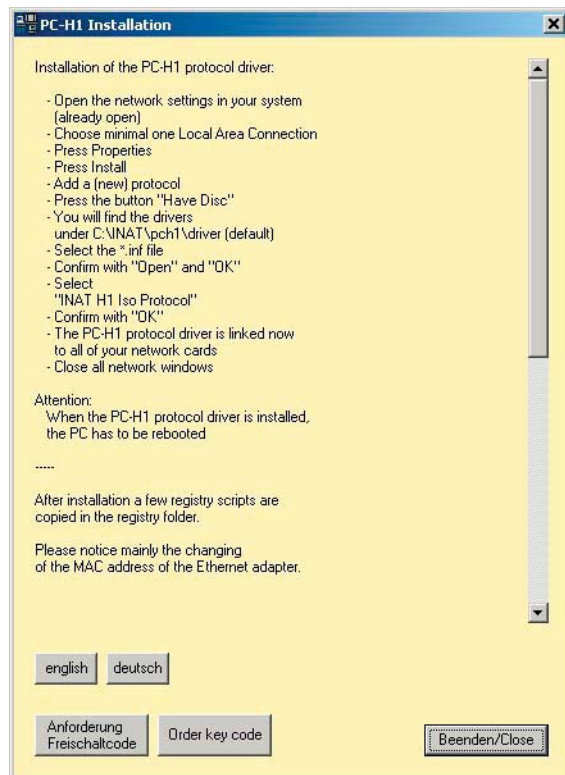 PC-H1 Installation
Installation of the PC-H1 protocol driver:
- Open the network settings in your system
(already open)
- Choose minimal one Local Area Connection
- Press Properties
- Press Install
- Add a (new) protocol
- Press the button "Have Disc"
- You will find the drivers
under C:\INAT\pch1\driver (default)
- Select the *.inf file
- Confirm with "Open" and "OK"
- Select
"INAT H1 Iso Protocol"
- Confirm with "OK"
- The PC-H1 protocol driver is linked now
to all of your network cards
- Close all network windows
Attention:
When the PC-H1 protocol driver is installed,
the PC has to be rebooted
-----
After installation a few registry scripts are
copied in the registry folder.
Please notice mainly the changing
of the MAC address of the Ethernet adapter.
english deutsch
Anforderung
Freischaltcode
Order key code
Beenden/Close